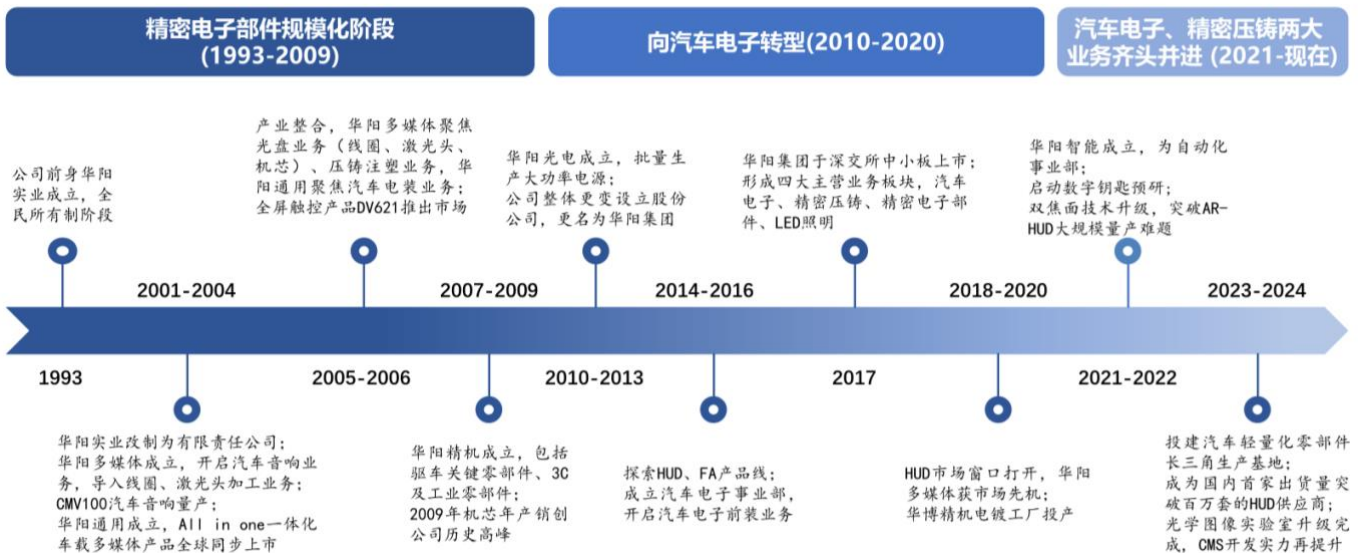 精密电子部件规模化阶段
(1993-2009)
向汽车电子转型(2010-2020)
汽车电子、精密压铸两大
业务齐头并进 (2021-现在)
公司前身华阳
实业成立，全
民所有制阶段
产业整合，华阳多媒体聚焦
光盘业务（线圈、激光头、
机芯）、压铸注塑业务，华
阳通用聚焦汽车电装业务；
全屏触控产品DV621推出市场
华阳光电成立，批量生
产大功率电源；
公司整体更变设立股份
公司，更名为华阳集团
华阳集团于深交所中小板上市；
形成四大主营业务板块，汽车
电子、精密压铸、精密电子部
件、LED照明
华阳智能成立，为自动化
事业部；
启动数字钥匙预研；
双焦面技术升级，突破AR-
HUD大规模量产难题
2001-2004
2007-2009
2014-2016
2018-2020
2023-2024
1993
2005-2006
2010-2013
2017
2021-2022
华阳实业改制为有限责任公司；
华阳多媒体成立，开启汽车音响业
务，导入线圈、激光头加工业务；
CMV100汽车音响量产；
华阳通用成立，All in one一体化
车载多媒体产品全球同步上市
华阳精机成立，包括
驱车关键零部件、3C
及工业零部件；
2009年机芯年产销创
公司历史高峰
探索HUD、FA产品线；
成立汽车电子事业部，
开启汽车电子前装业务
HUD市场窗口打开，华阳
多媒体获市场先机；
华博精机电镀工厂投产
投建汽车轻量化零部件
长三角生产基地；
成为国内首家出货量突
破百万套的HUD供应商；
光学图像实验室升级完
成，CMS开发实力再提升